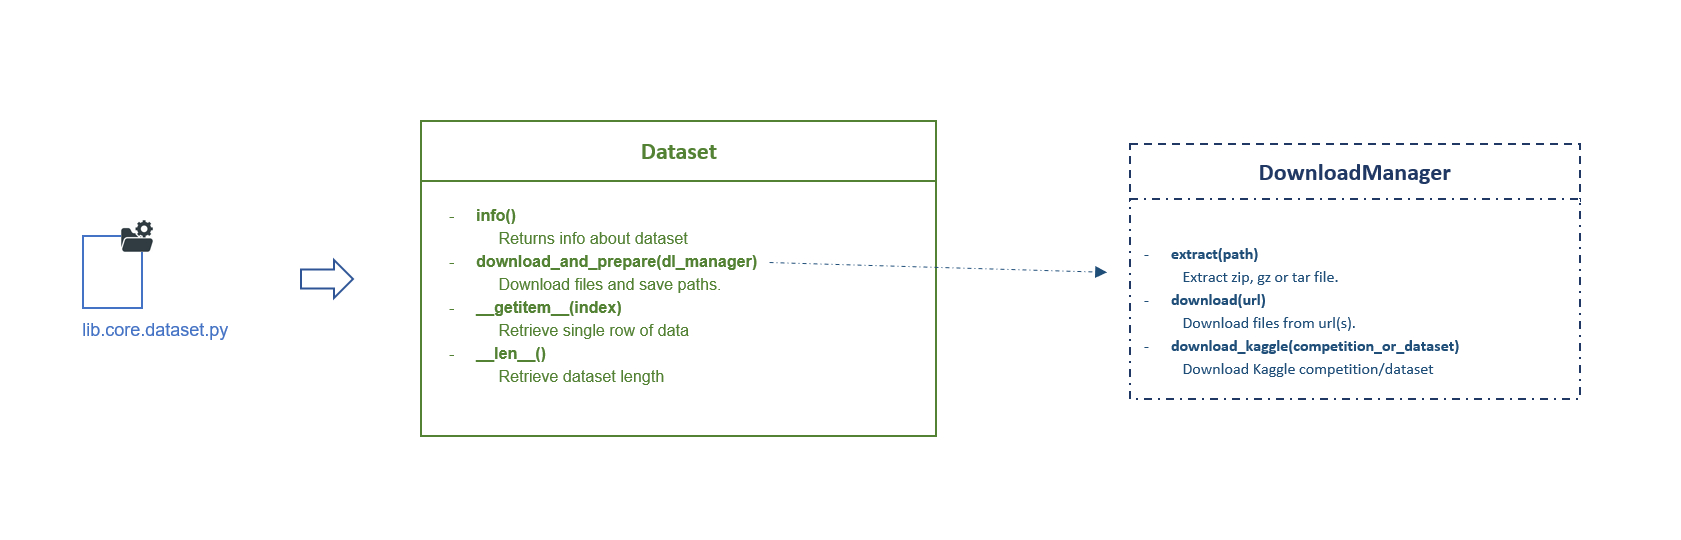 lib.core.dataset.py
Dataset
- info()
Returns info about dataset
- download_and_prepare(dl_manager)
Download files and save paths.
- __getitem__(index)
Retrieve single row of data
- __len__()
Retrieve dataset length
DownloadManager
- extract(path)
Extract zip, gz or tar file.
- download(url)
Download files from url(s).
- download_kaggle(competition_or_dataset)
Download Kaggle competition/dataset